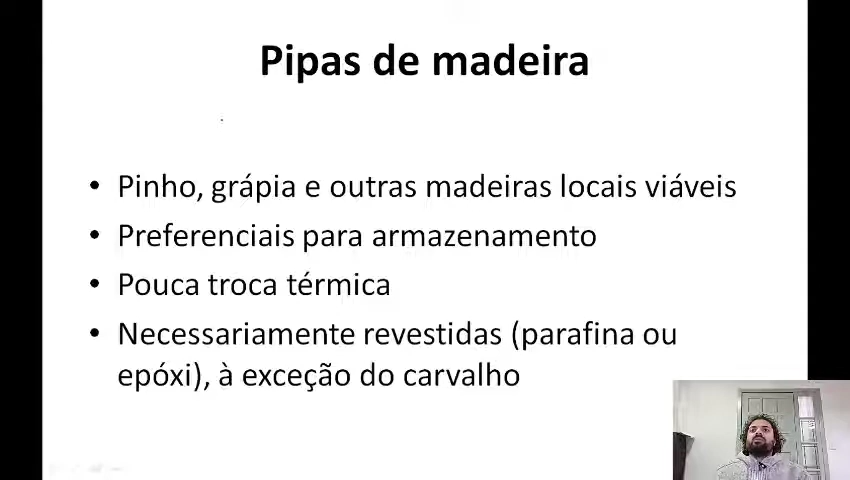 Pipas de madeira
• Pinho, grápia e outras madeiras locais viáveis
• Preferenciais para armazenamento
• Pouca troca térmica
• Necessariamente revestidas (parafina ou
epóxi), à exceção do carvalho